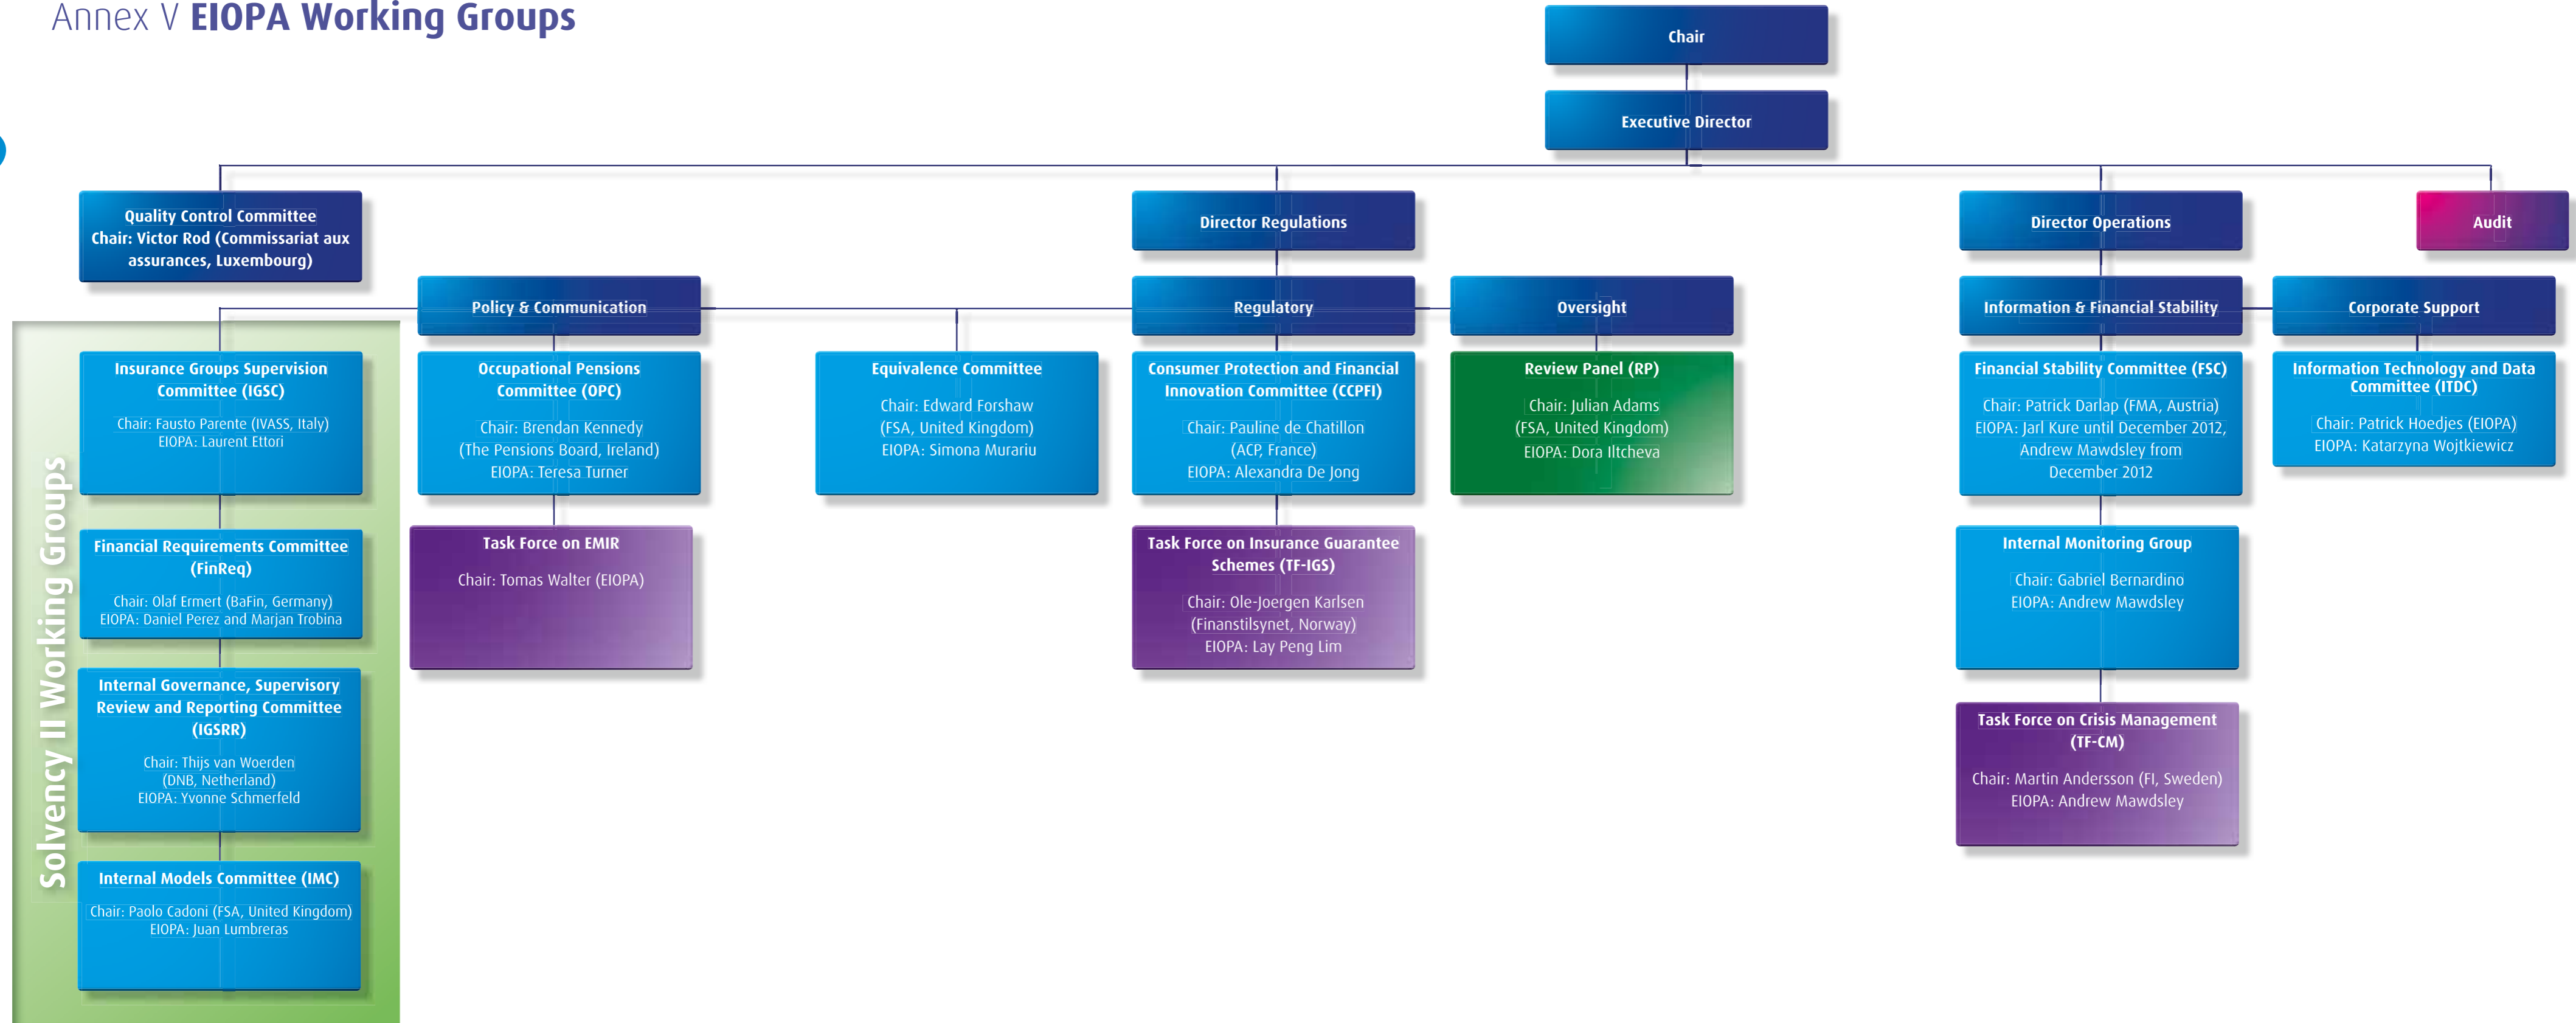 Annex V EIOPA Working Groups
Chair
Executive Director
Quality Control Committee
Chair: Victor Rod (Commissariat aux
assurances, Luxembourg)
Director Regulations
Director Operations
Audit
Policy & Communication
Regulatory
Oversight
Information & Financial Stability
Corporate Support
Solvency II Working Groups
Insurance Groups Supervision
Committee (IGSC)
Chair: Fausto Parente (IVASS, Italy)
EIOPA: Laurent Ettori
Financial Requirements Committee
(FinReq)
Chair: Olaf Ermert (BaFin, Germany)
EIOPA: Daniel Perez and Marjan Trobina
Internal Governance, Supervisory
Review and Reporting Committee
(IGSRR)
Chair: Thijs van Woerden
(DNB, Netherland)
EIOPA: Yvonne Schmerfeld
Internal Models Committee (IMC)
Chair: Paolo Cadoni (FSA, United Kingdom)
EIOPA: Juan Lumbreras
Occupational Pensions
Committee (OPC)
Chair: Brendan Kennedy
(The Pensions Board, Ireland)
EIOPA: Teresa Turner
Task Force on EMIR
Chair: Tomas Walter (EIOPA)
Equivalence Committee
Chair: Edward Forshaw
(FSA, United Kingdom)
EIOPA: Simona Murariu
Consumer Protection and Financial
Innovation Committee (CCPFI)
Chair: Pauline de Chatillon
(ACP, France)
EIOPA: Alexandra De Jong
Task Force on Insurance Guarantee
Schemes (TF-IGS)
Chair: Ole-Joergen Karlsen
(Finanstilsynet, Norway)
EIOPA: Lay Peng Lim
Review Panel (RP)
Chair: Julian Adams
(FSA, United Kingdom)
EIOPA: Dora Iltcheva
Financial Stability Committee (FSC)
Chair: Patrick Darlap (FMA, Austria)
EIOPA: Jarl Kure until December 2012,
Andrew Mawdsley from
December 2012
Internal Monitoring Group
Chair: Gabriel Bernardino
EIOPA: Andrew Mawdsley
Task Force on Crisis Management
(TF-CM)
Chair: Martin Andersson (FI, Sweden)
EIOPA: Andrew Mawdsley
Information Technology and Data
Committee (ITDC)
Chair: Patrick Hoedjes (EIOPA)
EIOPA: Katarzyna Wojtkiewicz